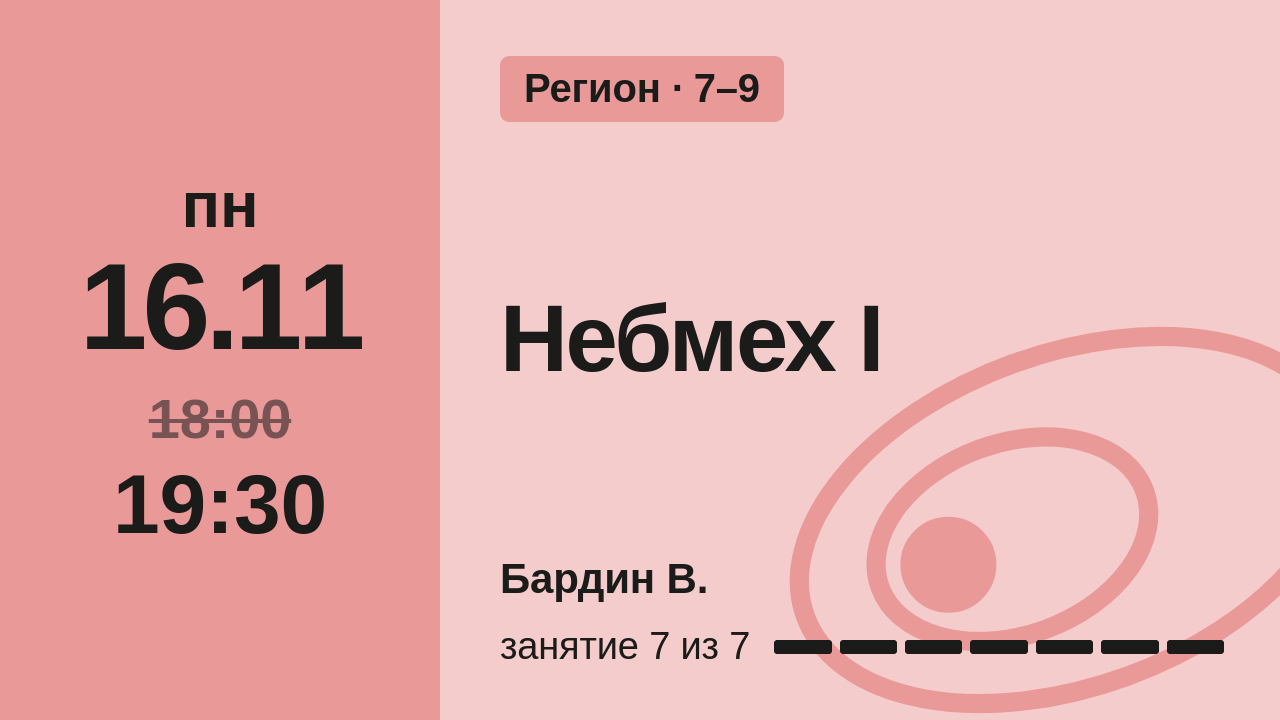 пн
16.11
18:00
19:30
Регион · 7–9
Небмех I
Бардин В.
занятие 7 из 7